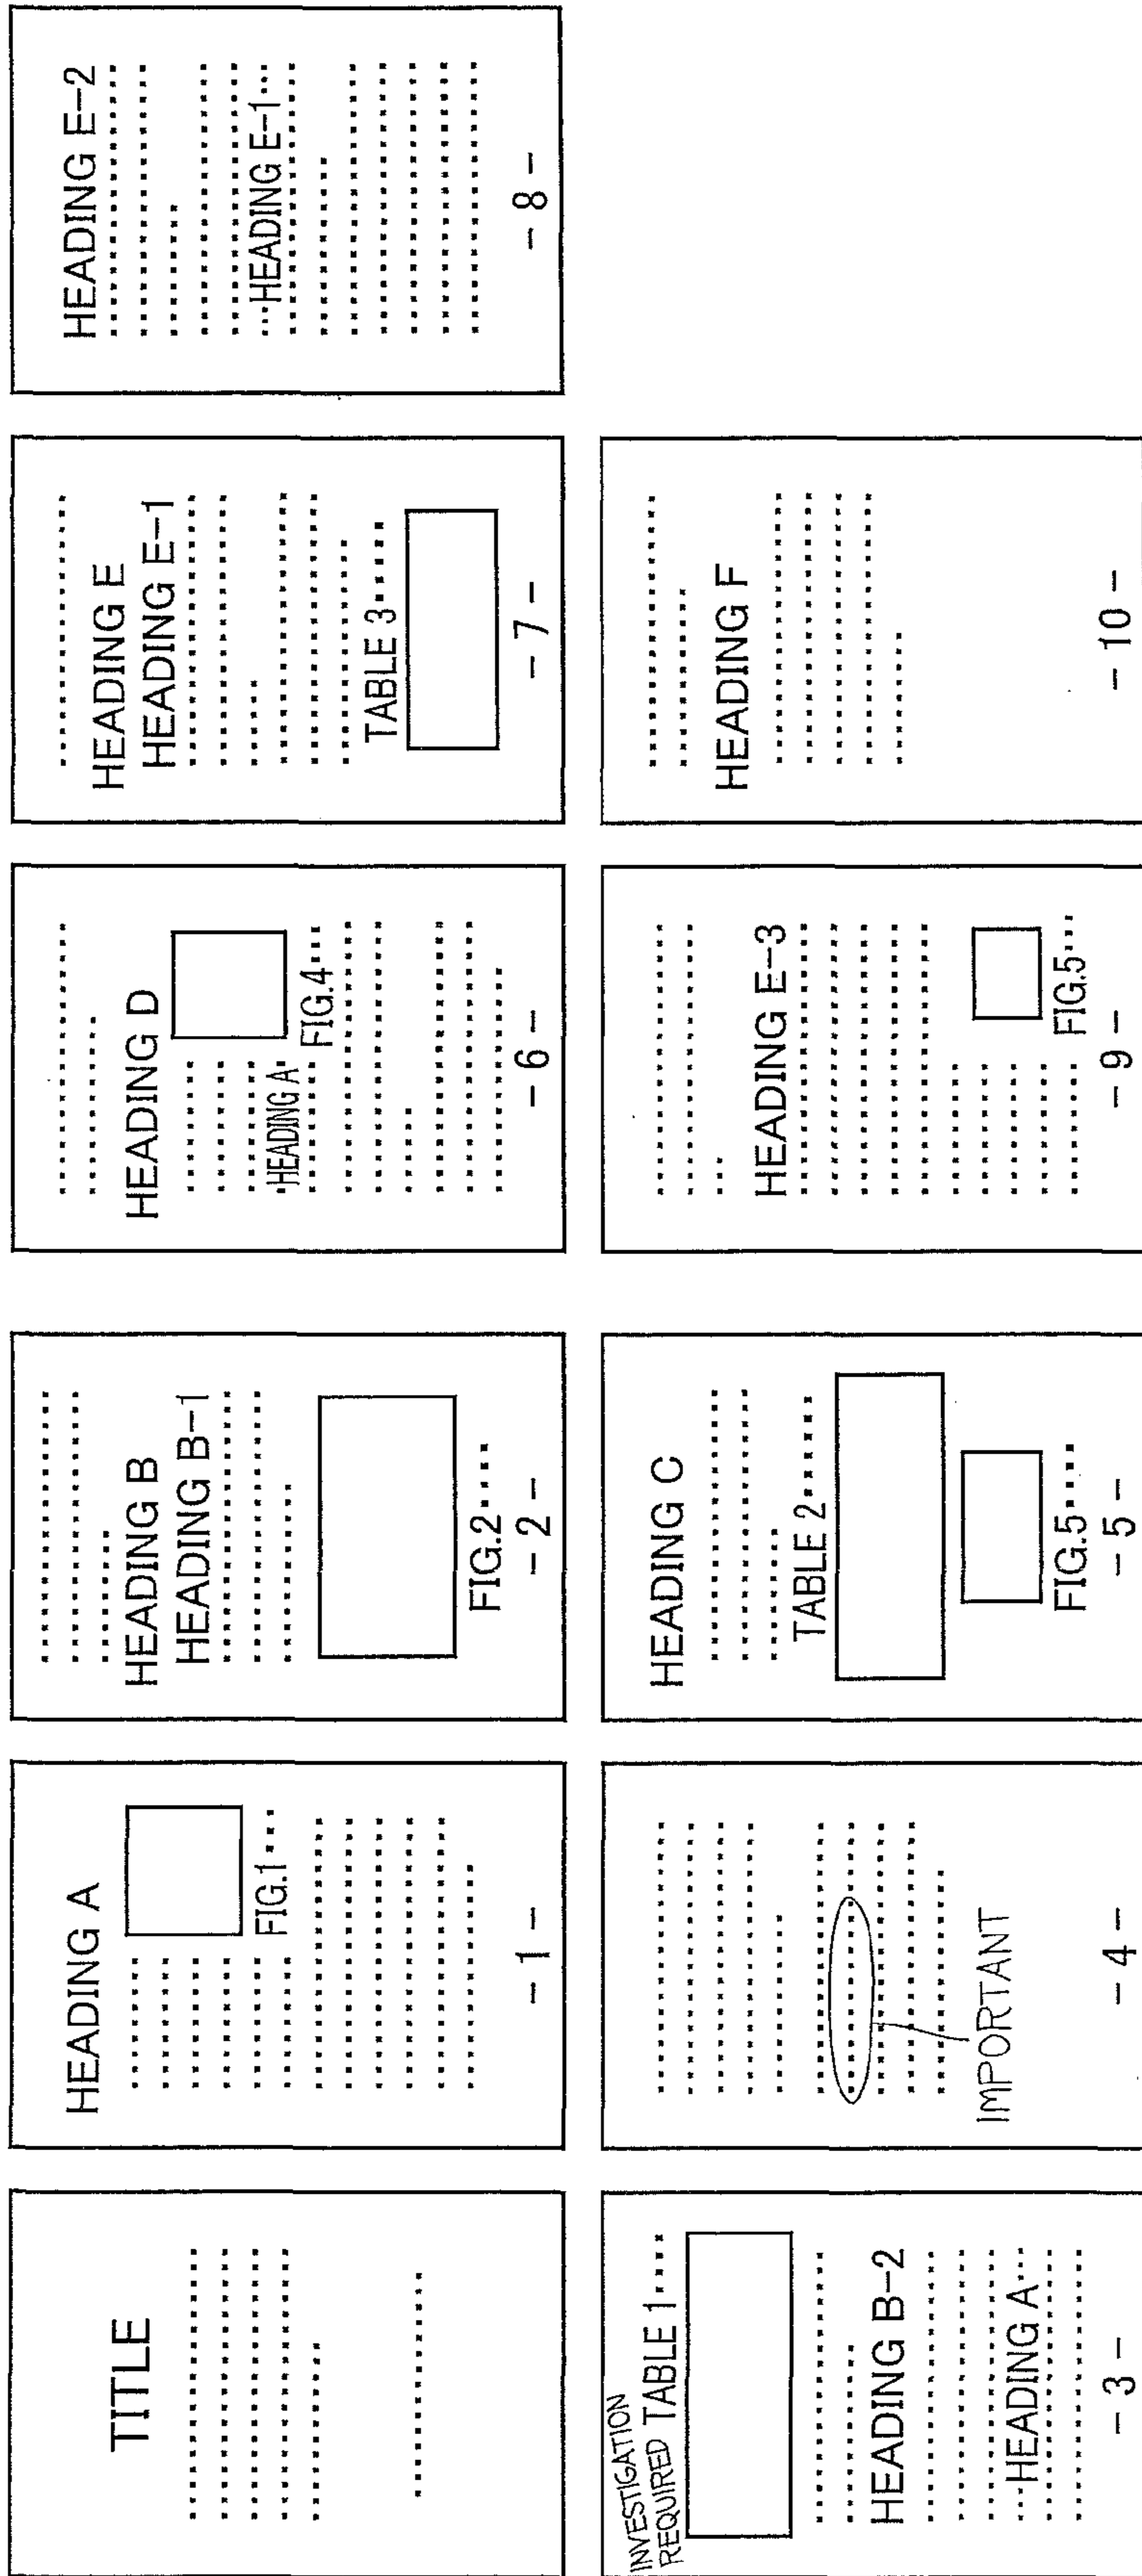 TITLE
HEADING A
FIG.1
- 1 -
HEADING B
HEADING B-1
FIG.2
- 2 -
INVESTIGATION
REQUIRED TABLE 1
HEADING B-2
HEADING A
- 3 -
IMPORTANT
- 4 -
HEADING C
TABLE 2
FIG.5
- 5 -
HEADING D
HEADING A
FIG.4
- 6 -
HEADING E
HEADING E-1
TABLE 3
- 7 -
HEADING E-2
HEADING E-1
- 8 -
HEADING E-3
FIG.5
- 9 -
HEADING F
- 10 -